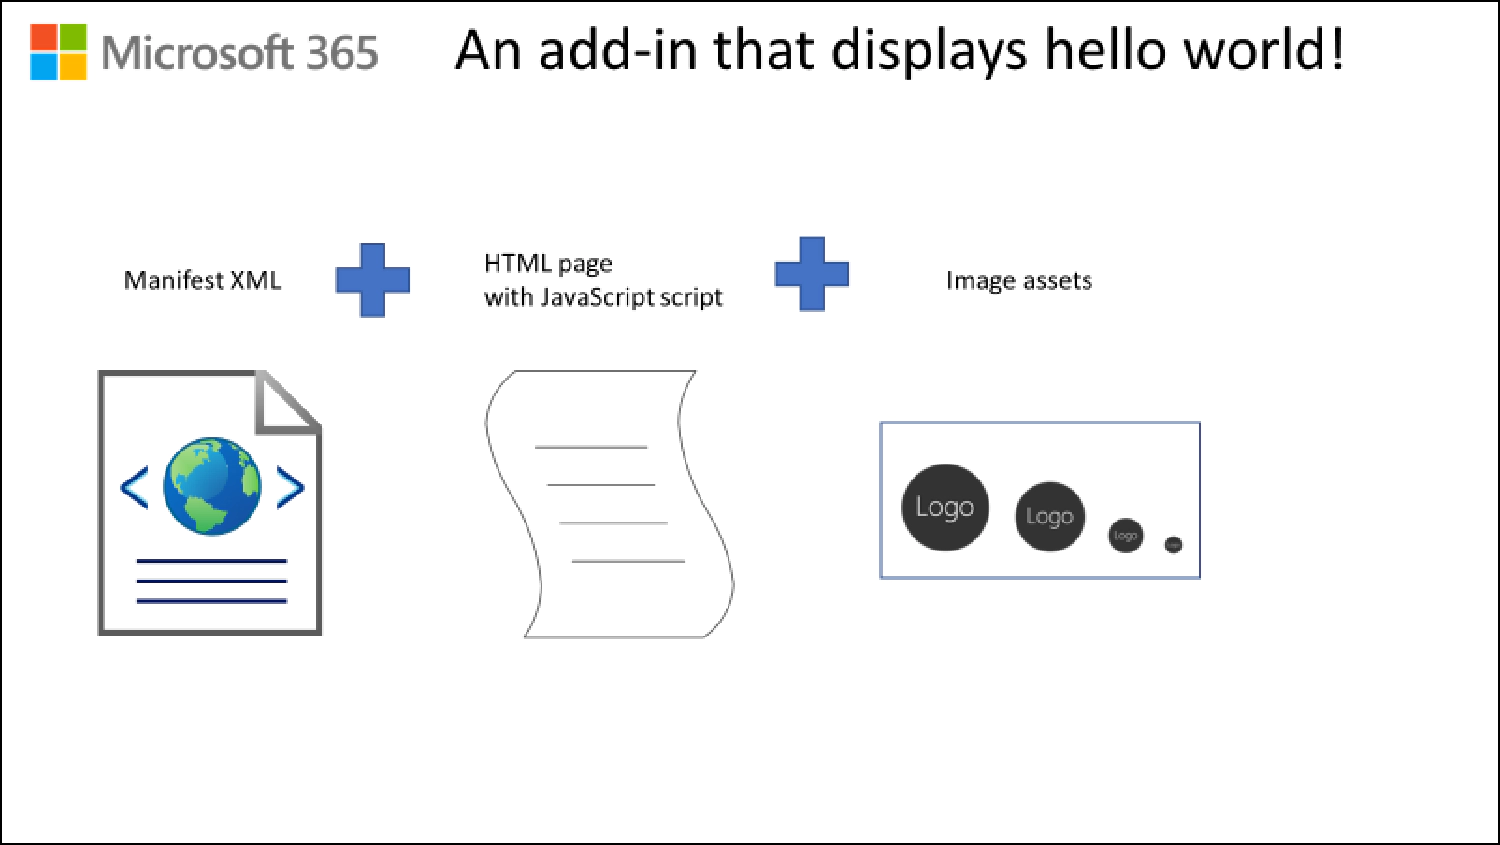 Microsoft 365
An add-in that displays hello world!
Manifest XML
HTML page
with JavaScript script
Image assets
Logo
Logo
Logo